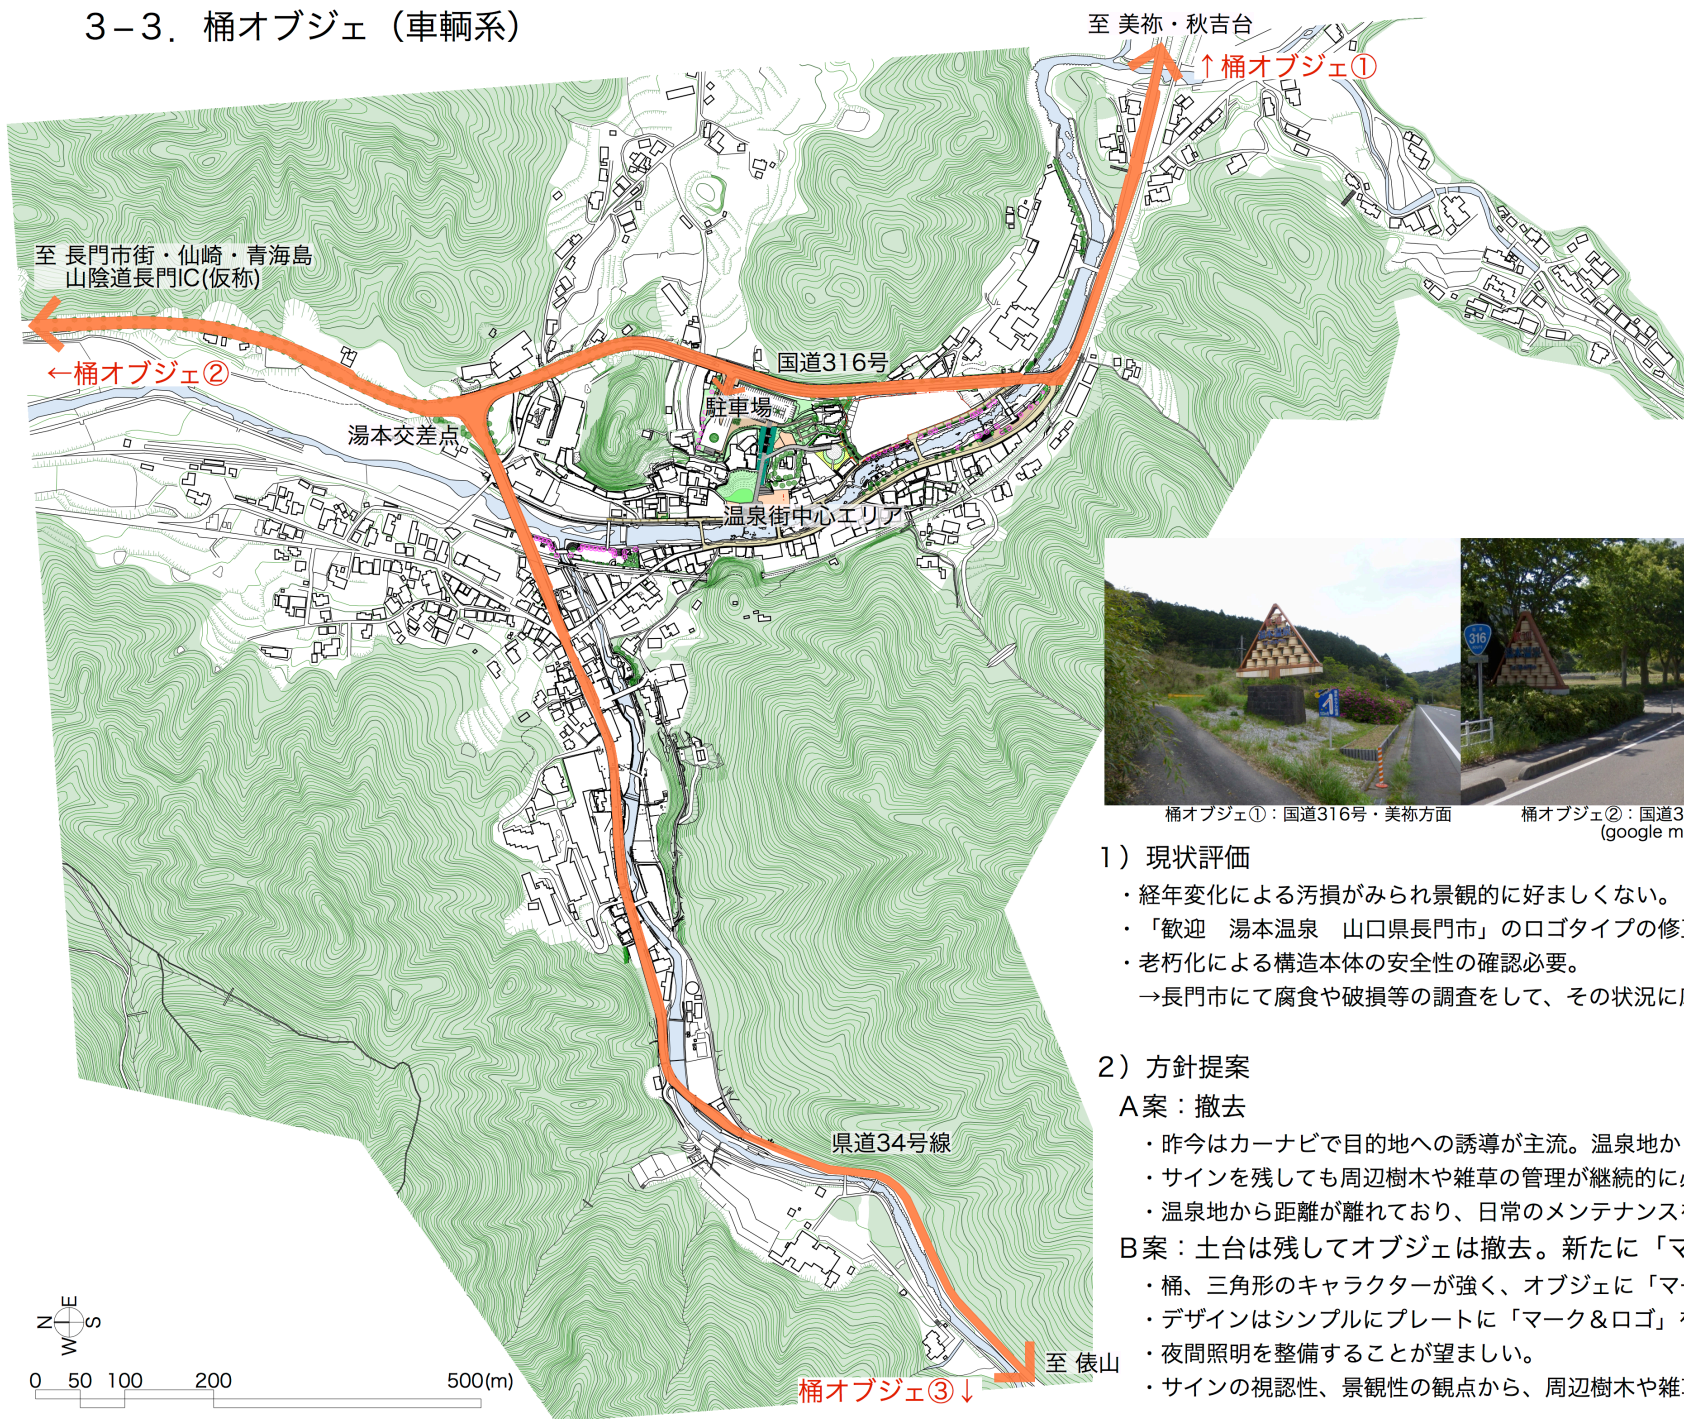 3−3．桶オブジェ（車輌系）
至 美祢・秋吉台
↑桶オブジェ①
至 長門市街・仙崎・青海島
山陰道長門IC(仮称)
←桶オブジェ②
国道316号
駐車場
湯本交差点
温泉街中心エリア
316
桶オブジェ①：国道316号・美祢方面
桶オブジェ②：国道3
(google m
1）現状評価
・経年変化による汚損がみられ景観的に好ましくない。
・「歓迎　湯本温泉　山口県長門市」のロゴタイプの修
・老朽化による構造本体の安全性の確認必要。
→長門市にて腐食や破損等の調査をして、その状況に
2）方針提案
A案：撤去
・昨今はカーナビで目的地への誘導が主流。温泉地か
・サインを残しても周辺樹木や雑草の管理が継続的に
・温泉地から距離が離れており、日常のメンテナンス
B案：土台は残してオブジェは撤去。新たに「マ
・桶、三角形のキャラクターが強く、オブジェに「マー
・デザインはシンプルにプレートに「マーク＆ロゴ」を
・夜間照明を整備することが望ましい。
・サインの視認性、景観性の観点から、周辺樹木や雑
県道34号線
至 俵山
桶オブジェ③↓
N E S W
0 50 100 200 500(m)